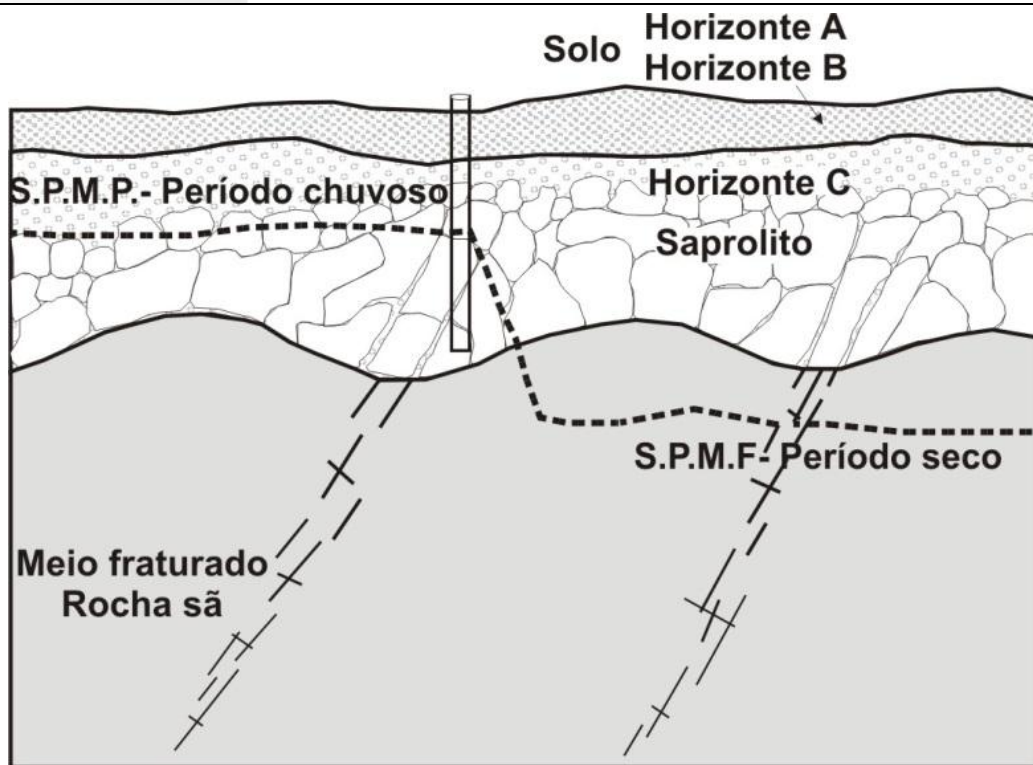 Solo
Horizonte A
Horizonte B
S.P.M.P.- Período chuvoso
Horizonte C
Saprolito
S.P.M.F- Período seco
Meio fraturado
Rocha sã